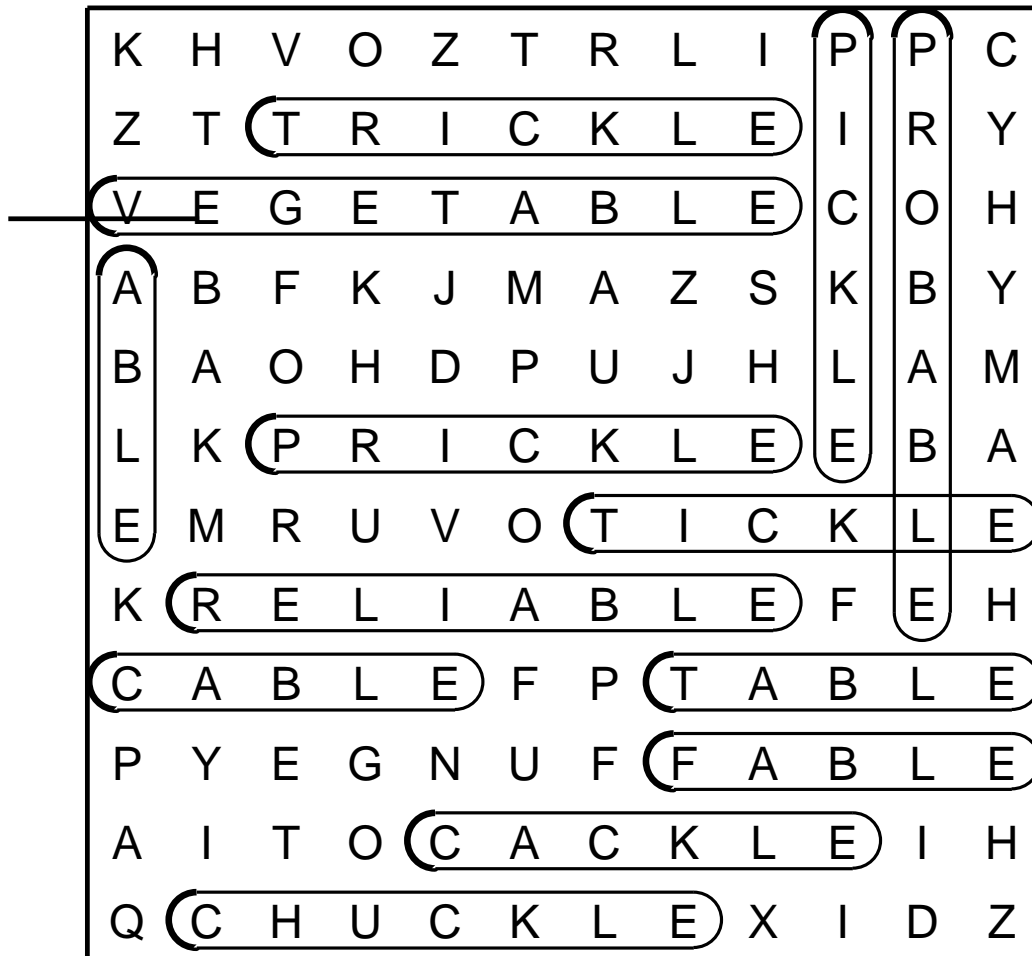 K H V O Z T R L I P P C
Z T T R I C K L E I R Y
V E G E T A B L E C O H
A B F K J M A Z S K B Y
B A O H D P U J H L A M
L K P R I C K L E E B A
E M R U V O T I C K L E
K R E L I A B L E F E H
C A B L E F P T A B L E
P Y E G N U F F A B L E
A I T O C A C K L E I H
Q C H U C K L E X I D Z